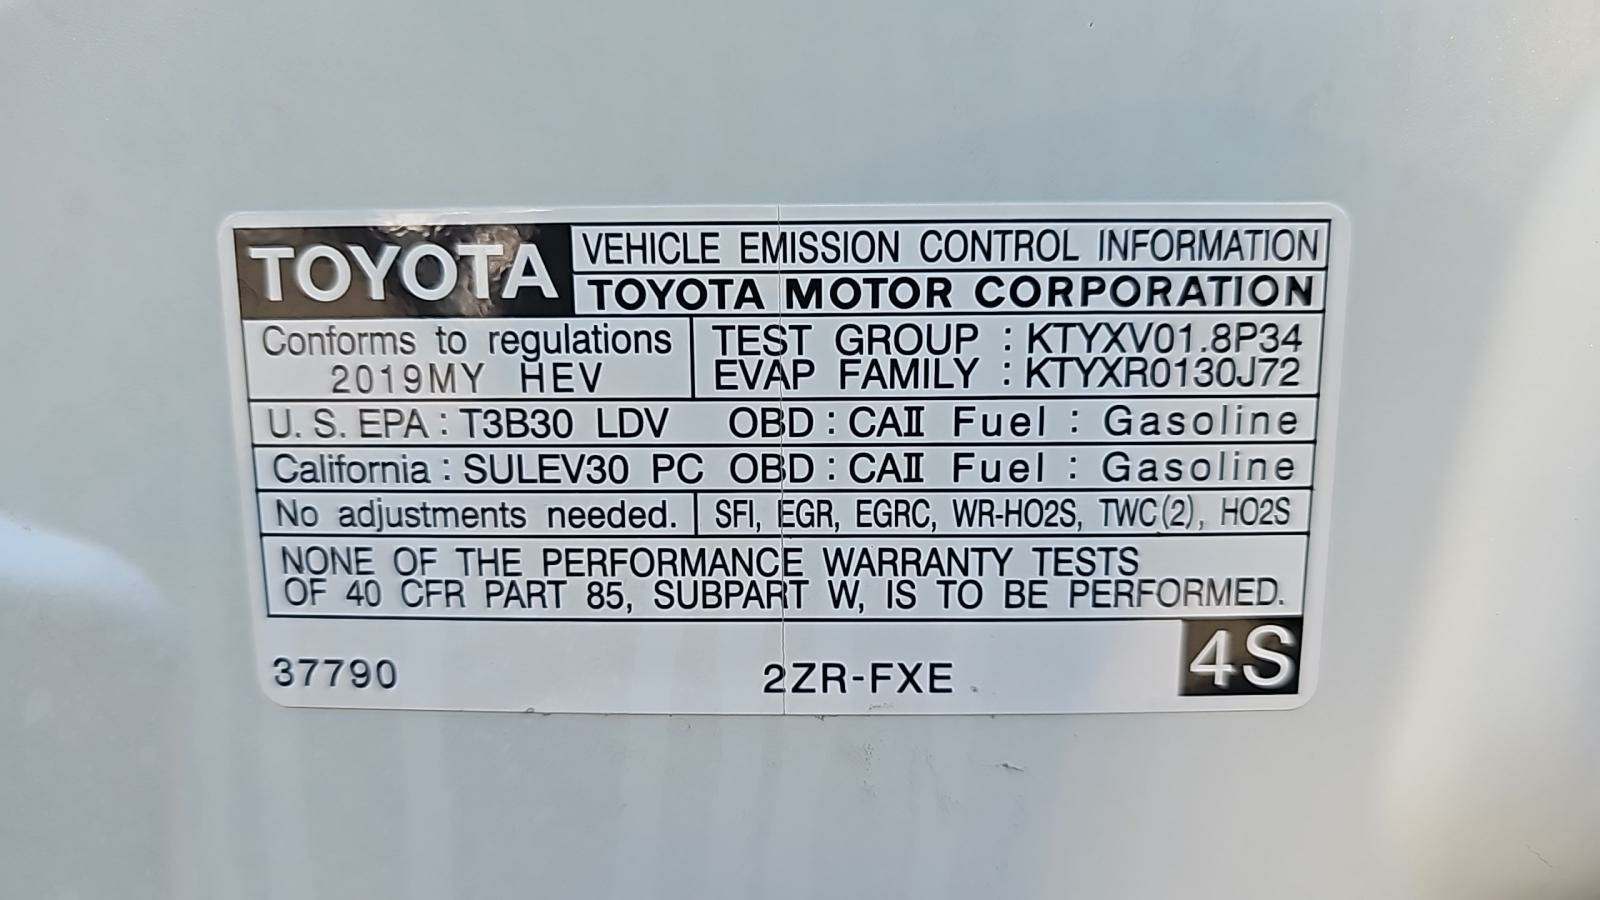 TOYOTA VEHICLE EMISSION CONTROL INFORMATION
TOYOTA MOTOR CORPORATION
Conforms to regulations
2019MY HEV
TEST GROUP : KTYXV01.8P34
EVAP FAMILY : KTYXR0130J72
U. S. EPA : T3B30 LDV OBD : CAⅡ Fuel : Gasoline
California : SULEV30 PC OBD : CAⅡ Fuel : Gasoline
No adjustments needed. SFI, EGR, EGRC, WR-HO2S, TWC(2), HO2S
NONE OF THE PERFORMANCE WARRANTY TESTS
OF 40 CFR PART 85, SUBPART W, IS TO BE PERFORMED.
37790 2ZR-FXE 4S